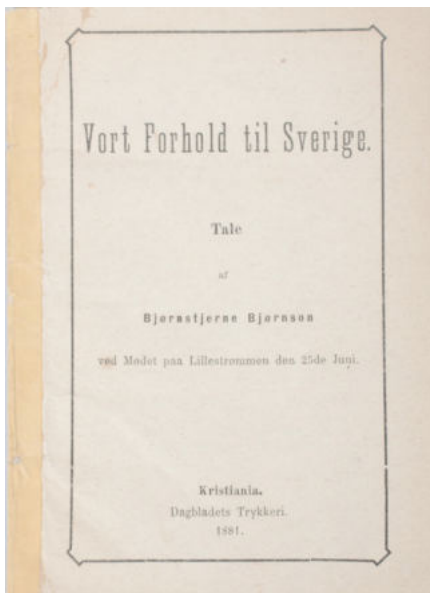 Vort Forhold til Sverige.
Tale
af
Bjørnstjerne Bjørnson
ved Mødet paa Lillestrømmen den 25de Juni.
Kristiania.
Dagbladets Trykkeri.
1881.